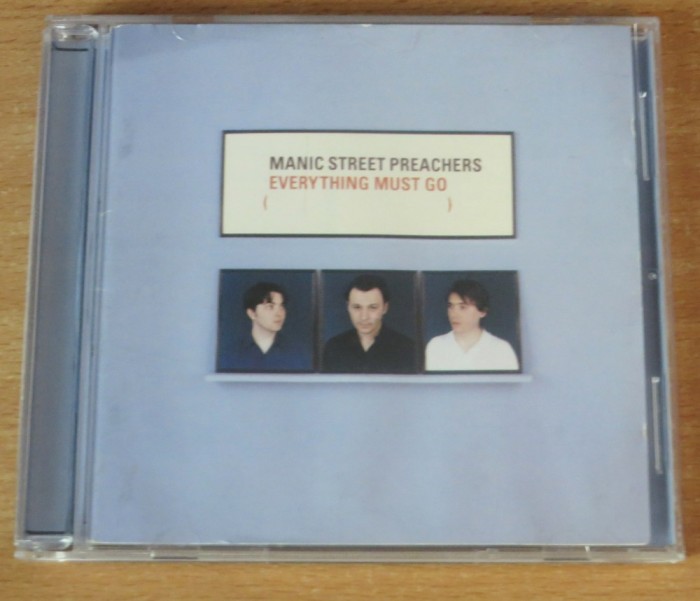 MANIC STREET PREACHERS
EVERYTHING MUST GO
( )